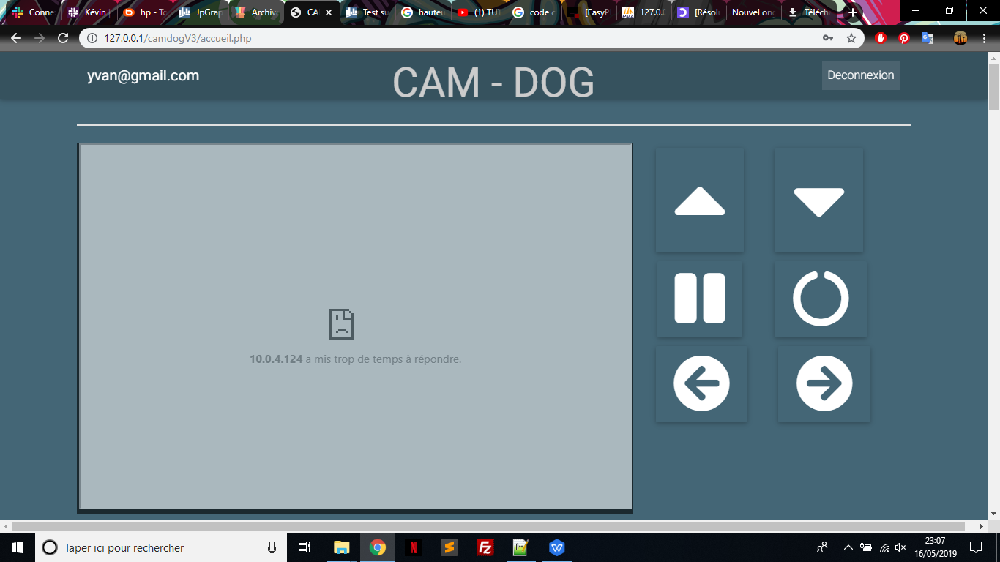 Conne
Kévin
hp - To
JpGrap
Archive
CA
Test su
hauteu
(1) TUT
code c
[EasyP
127.0.0
[Résol
Nouvel ong
Téléch
127.0.0.1/camdogV3/accueil.php
yvan@gmail.com
CAM - DOG
Deconnexion
10.0.4.124 a mis trop de temps à répondre.
Taper ici pour rechercher
23:07
16/05/2019